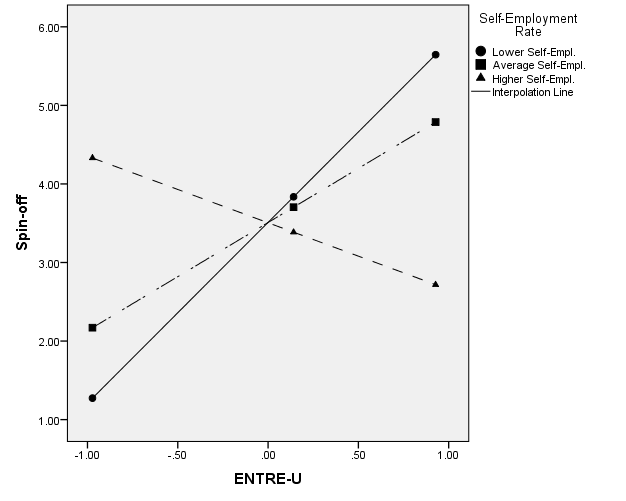 Self-Employment
Rate
Lower Self-Empl.
Average Self-Empl.
Higher Self-Empl.
Interpolation Line
6.00
5.00
4.00
3.00
2.00
1.00
Spin-off
-1.00
-.50
.00
.50
1.00
ENTRE-U